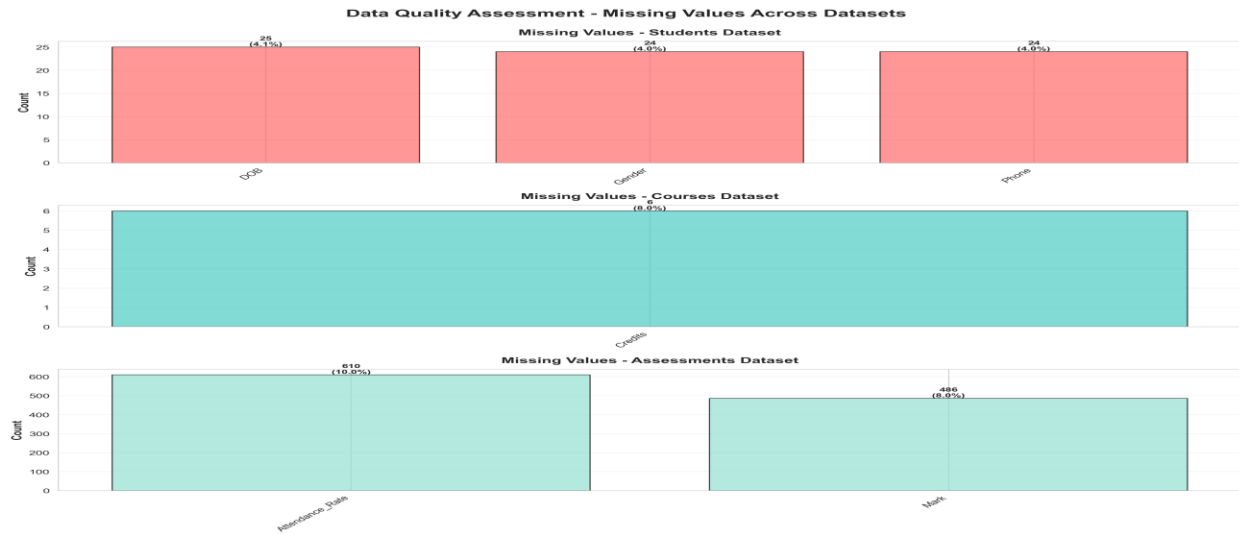 Data Quality Assessment - Missing Values Across Datasets
Missing Values - Students Dataset
25
(4.1%)
24
(4.0%)
24
(4.0%)
Count
25
20
15
10
5
0
DOB
Gender
Phone
Missing Values - Courses Dataset
6
(8.0%)
Count
6
5
4
3
2
1
0
Credits
Missing Values - Assessments Dataset
610
(10.0%)
486
(8.0%)
Count
600
500
400
300
200
100
0
Attendance_Rate
Mark